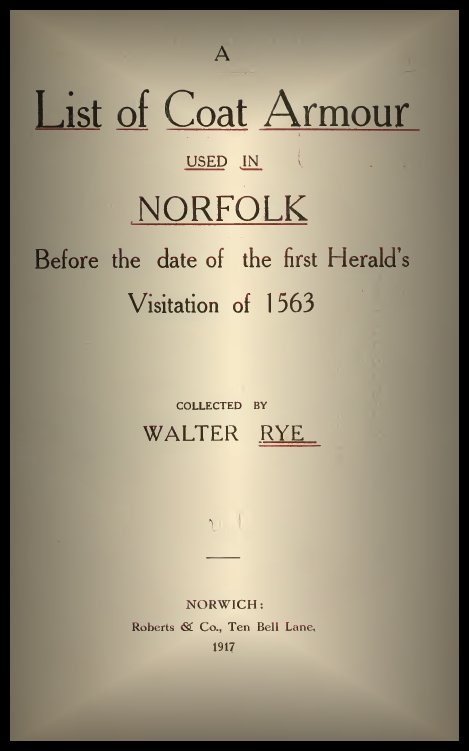 A
List of Coat Armour
USED IN
NORFOLK
Before the date of the first Herald's
Visitation of 1563
COLLECTED BY
WALTER RYE
NORWICH:
Roberts & Co., Ten Bell Lane.
1917